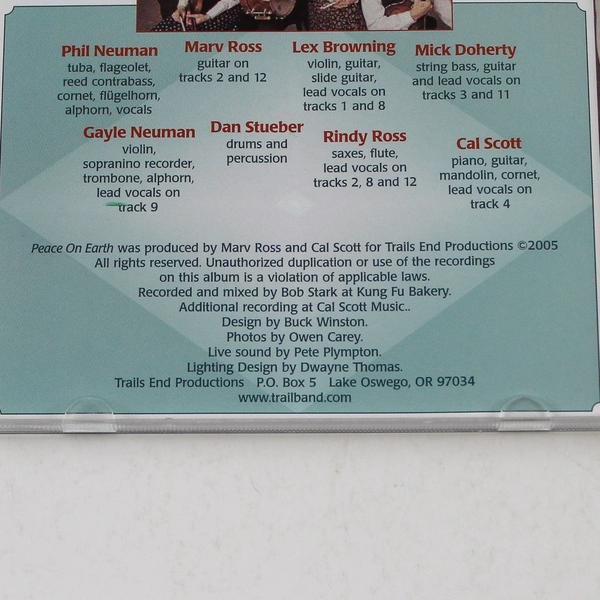 Phil Neuman
tuba, flageolet,
reed contrabass,
cornet, flügelhorn,
alphorn, vocals
Marv Ross
guitar on
tracks 2 and 12
Lex Browning
violin, guitar,
slide guitar,
lead vocals on
tracks 1 and 8
Mick Doherty
string bass, guitar
and lead vocals on
tracks 3 and 11
Gayle Neuman
violin,
sopranino recorder,
trombone, alphorn,
lead vocals on
track 9
Dan Stueber
drums and
percussion
Rindy Ross
saxes, flute,
lead vocals on
tracks 2, 8 and 12
Cal Scott
piano, guitar,
mandolin, cornet,
lead vocals on
track 4
Peace On Earth was produced by Marv Ross and Cal Scott for Trails End Productions ©2005
All rights reserved. Unauthorized duplication or use of the recordings
on this album is a violation of applicable laws.
Recorded and mixed by Bob Stark at Kung Fu Bakery.
Additional recording at Cal Scott Music..
Design by Buck Winston.
Photos by Owen Carey.
Live sound by Pete Plympton.
Lighting Design by Dwayne Thomas.
Trails End Productions P.O. Box 5 Lake Oswego, OR 97034
www.trailband.com